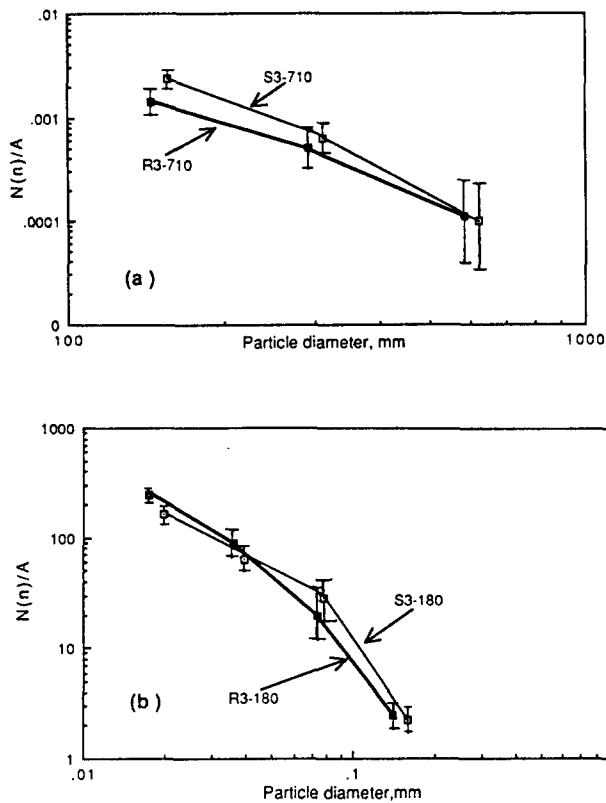 .01
S3-710
.001
N(n)/A
R3-710
.0001
(a)
0
100
1000
Particle diameter, mm
1000
100
N(n)/A
S3-180
10
R3-180
(b)
1
.01
.1
Particle diameter,mm